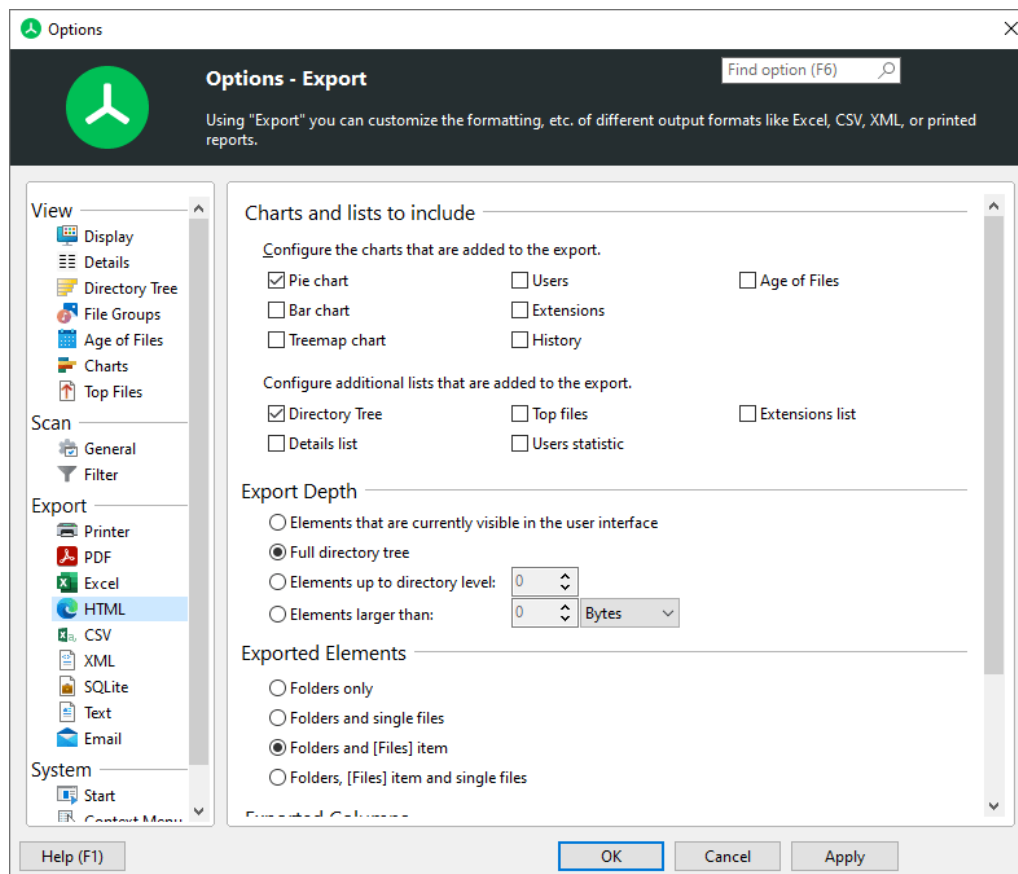 Options
Options - Export
Find option (F6)
Using "Export" you can customize the formatting, etc. of different output formats like Excel, CSV, XML, or printed
reports.
View
Display
Details
Directory Tree
File Groups
Age of Files
Charts
Top Files
Scan
General
Filter
Export
Printer
PDF
Excel
HTML
CSV
XML
SQLite
Text
Email
System
Start
Context Menu
Charts and lists to include
Configure the charts that are added to the export.
Pie chart
Users
Age of Files
Bar chart
Extensions
Treemap chart
History
Configure additional lists that are added to the export.
Directory Tree
Top files
Extensions list
Details list
Users statistic
Export Depth
Elements that are currently visible in the user interface
Full directory tree
Elements up to directory level: 0
Elements larger than: 0 Bytes
Exported Elements
Folders only
Folders and single files
Folders and [Files] item
Folders, [Files] item and single files
Exported Columns
Help (F1)
OK
Cancel
Apply